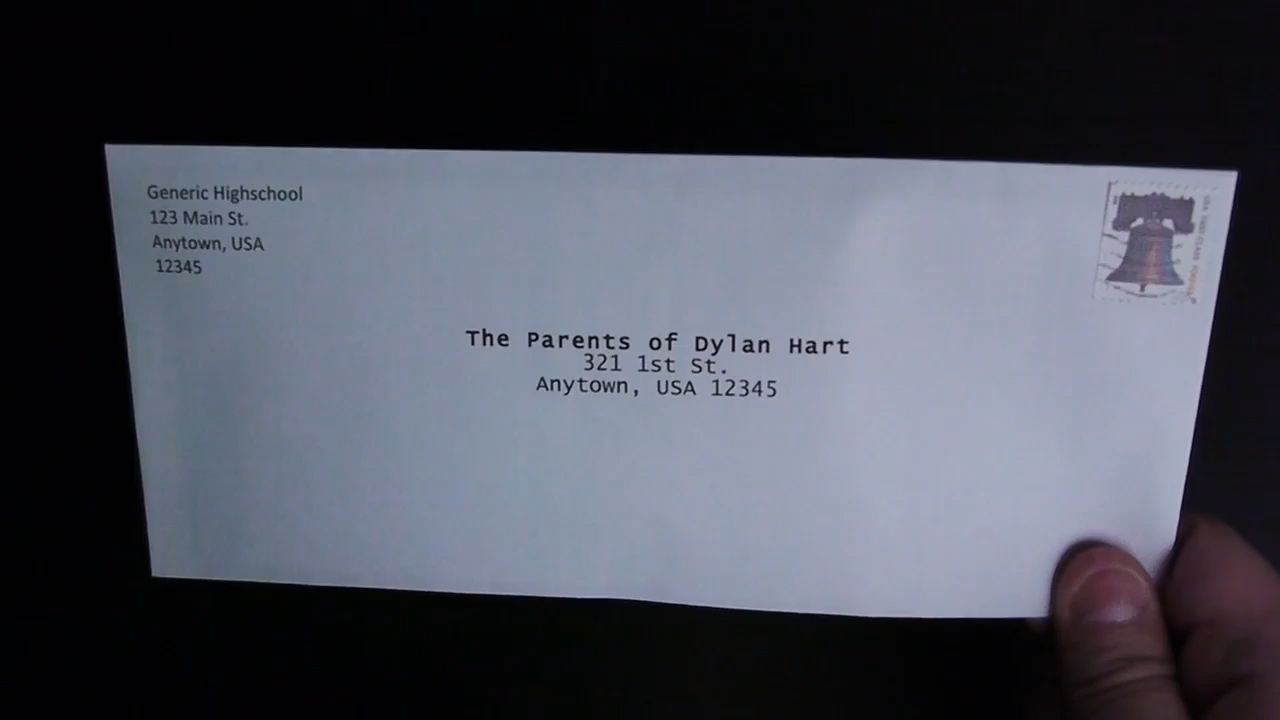 Generic Highschool
123 Main St.
Anytown, USA
12345
The Parents of Dylan Hart
321 1st St.
Anytown, USA 12345